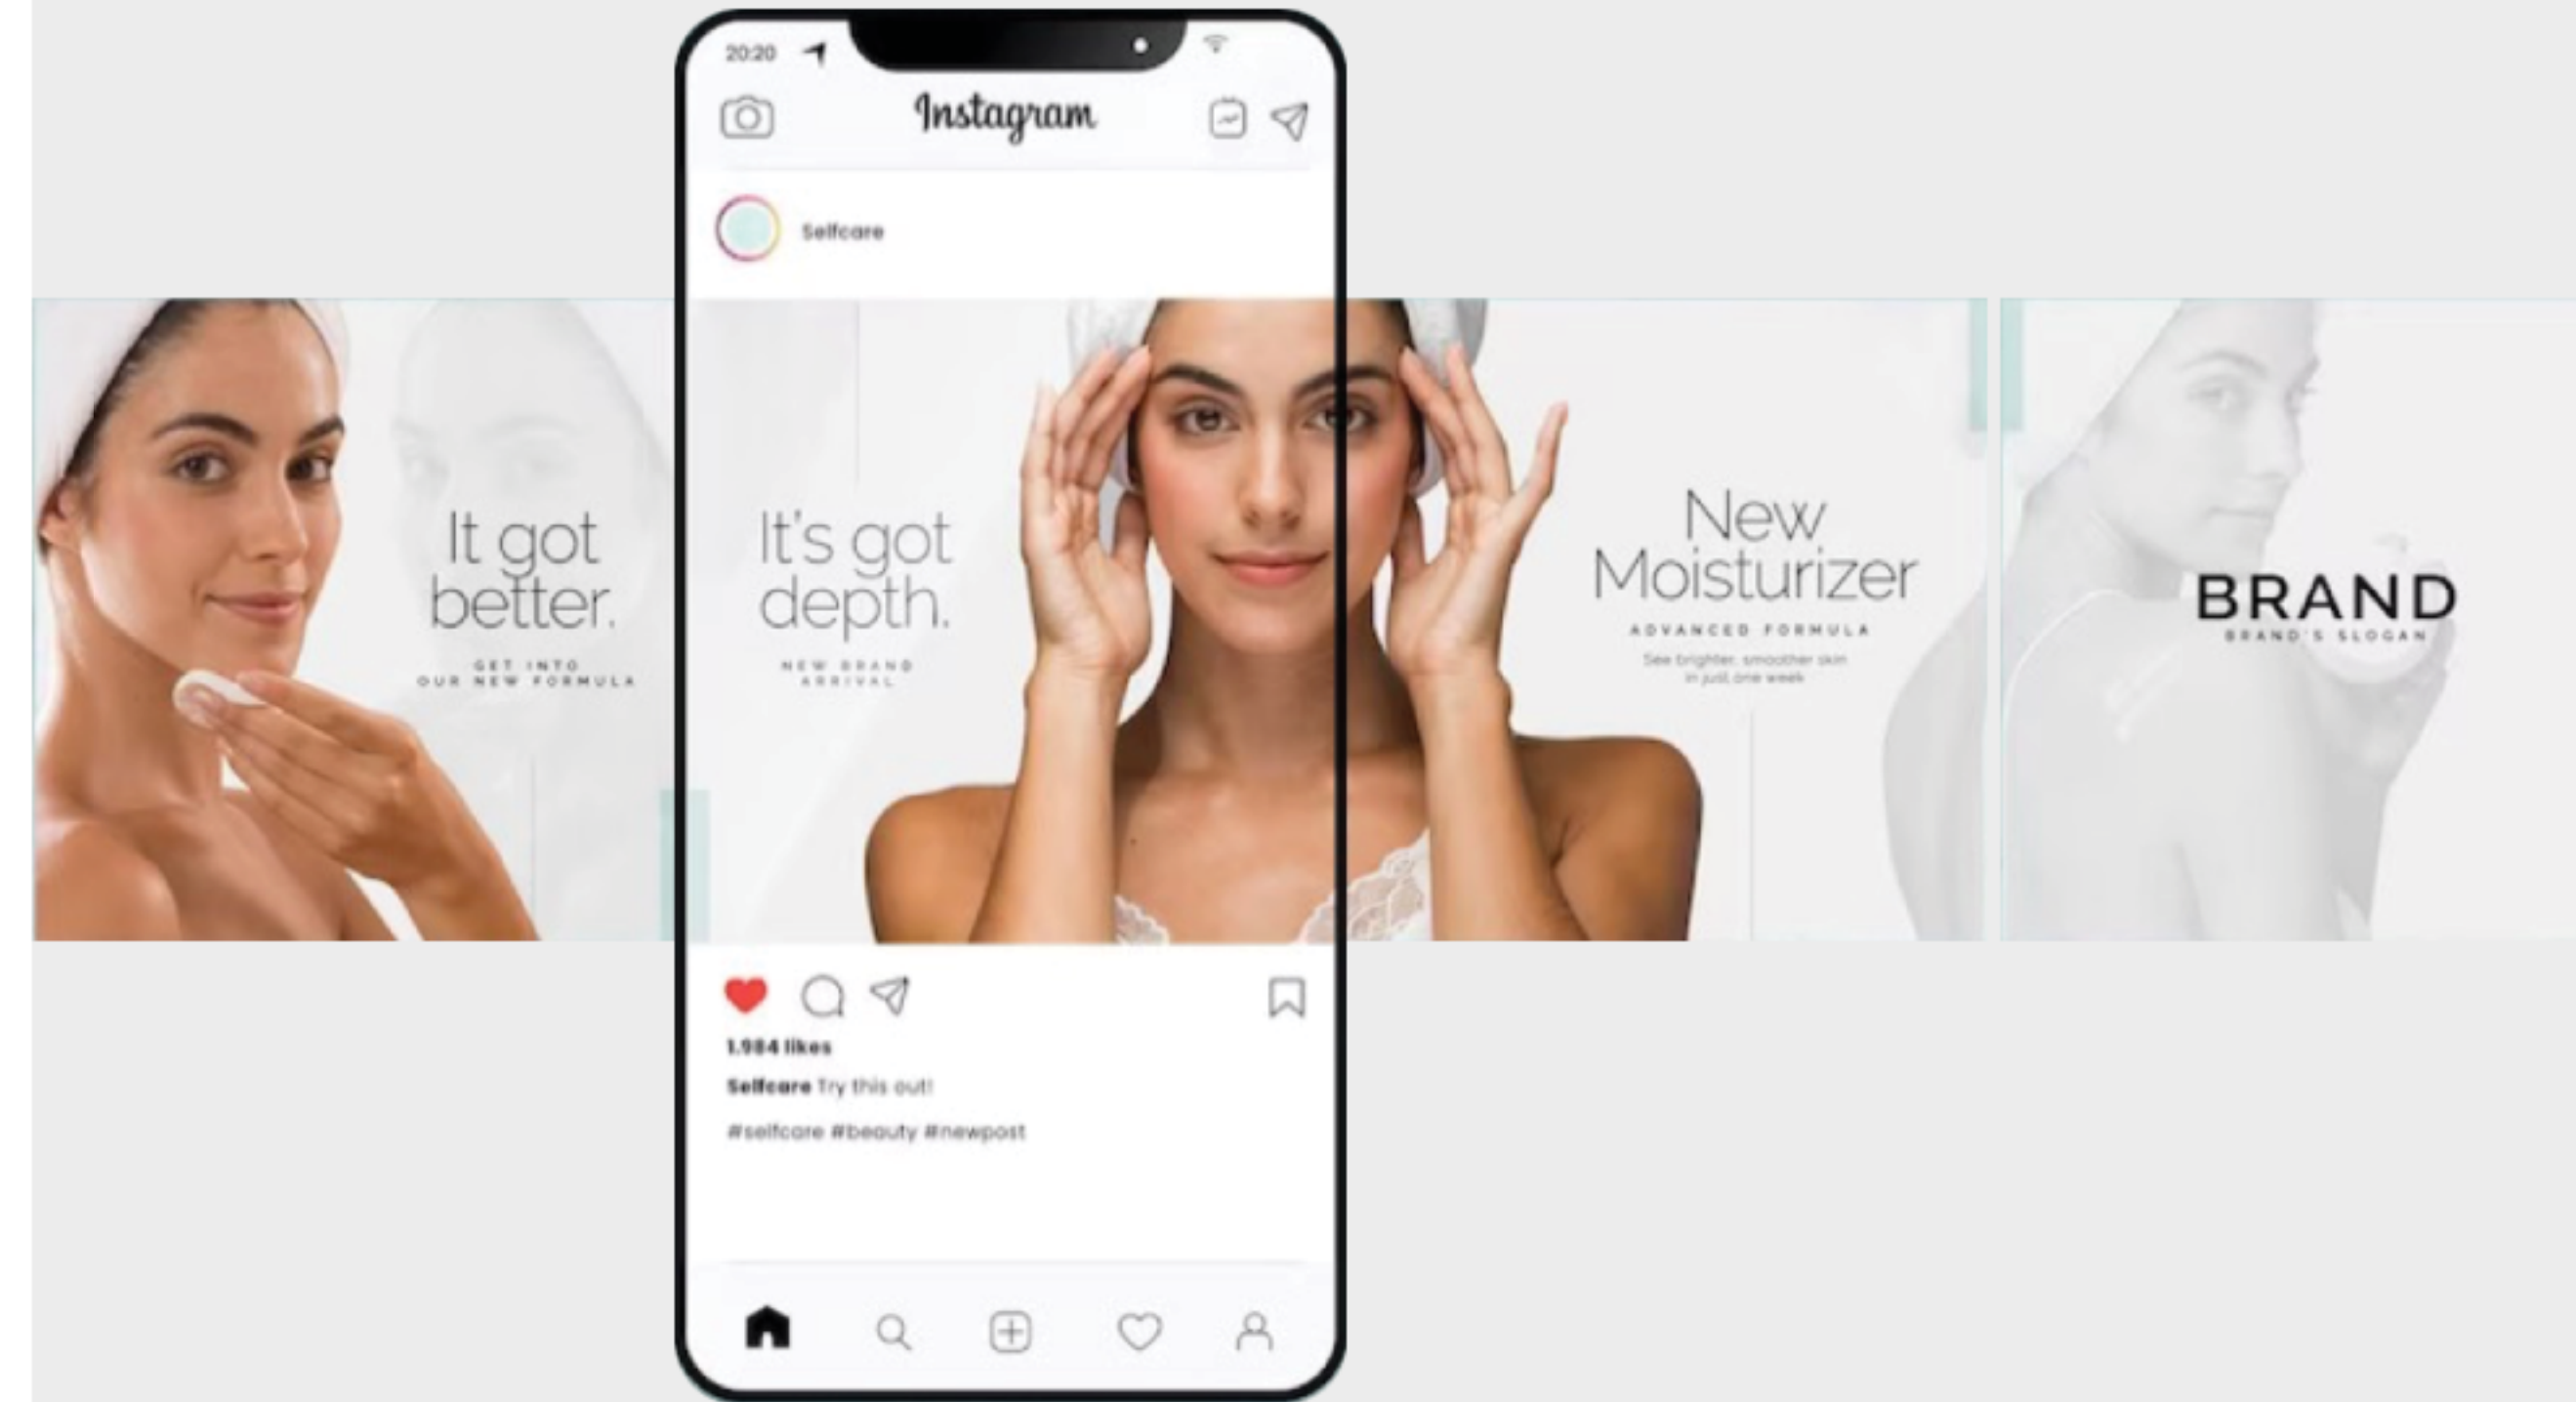 20:20
Instagram
Selfcare
It got
better.
GET INTO
OUR NEW FORMULA
It's got
depth.
NEW BRAND
ARRIVAL
New
Moisturizer
ADVANCED FORMULA
See brighter, smoother skin
in just one week
BRAND
BRAND'S SLOGAN
1.984 likes
Selfcare Try this out!
#selfcare #beauty #newpost